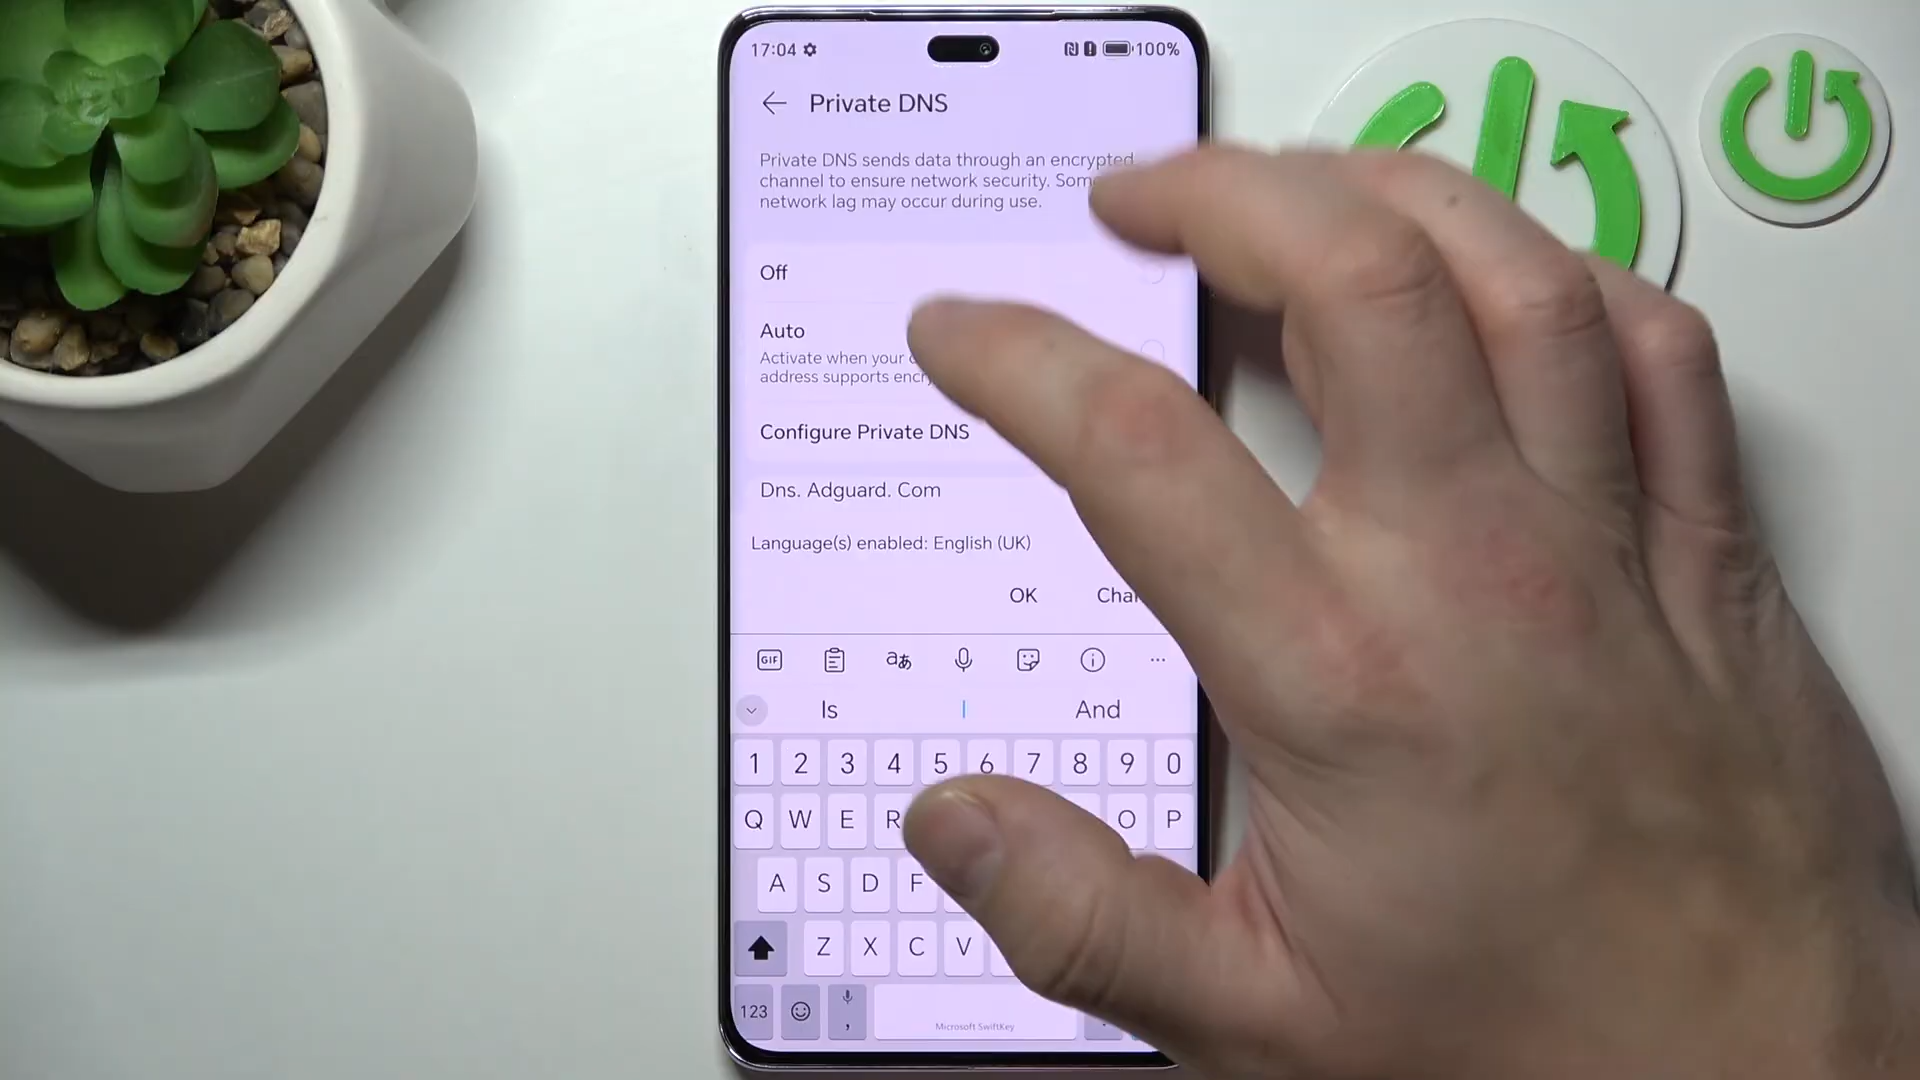 17:04 100%
Private DNS
Private DNS sends data through an encrypted
channel to ensure network security. Some
network lag may occur during use.
Off
Auto
Activate when your
address supports
Configure Private DNS
Dns. Adguard. Com
Language(s) enabled: English (UK)
OK
GIF aあ
Is I And
1 2 3 4 5 6 7 8 9 0
Q W E R O P
A S D F
Z X C V
123 , Microsoft SwiftKey